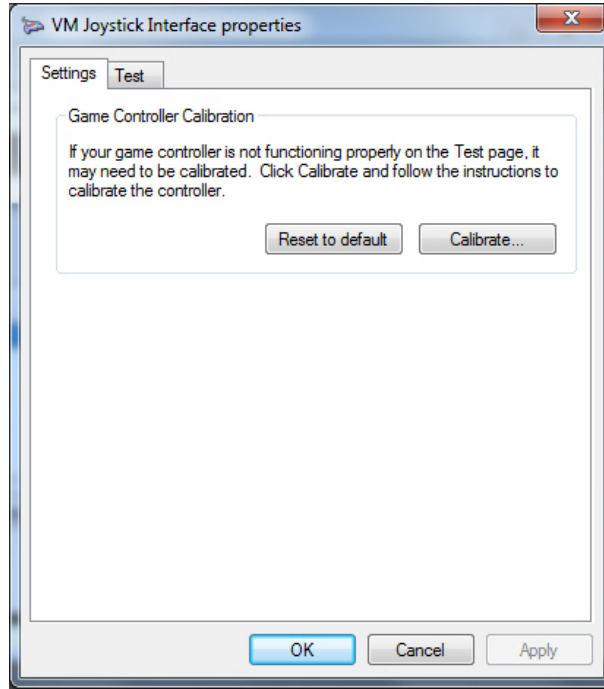 VM Joystick Interface properties
Settings
Test
Game Controller Calibration
If your game controller is not functioning properly on the Test page, it
may need to be calibrated.  Click Calibrate and follow the instructions to
calibrate the controller.
Reset to default
Calibrate...
OK
Cancel
Apply